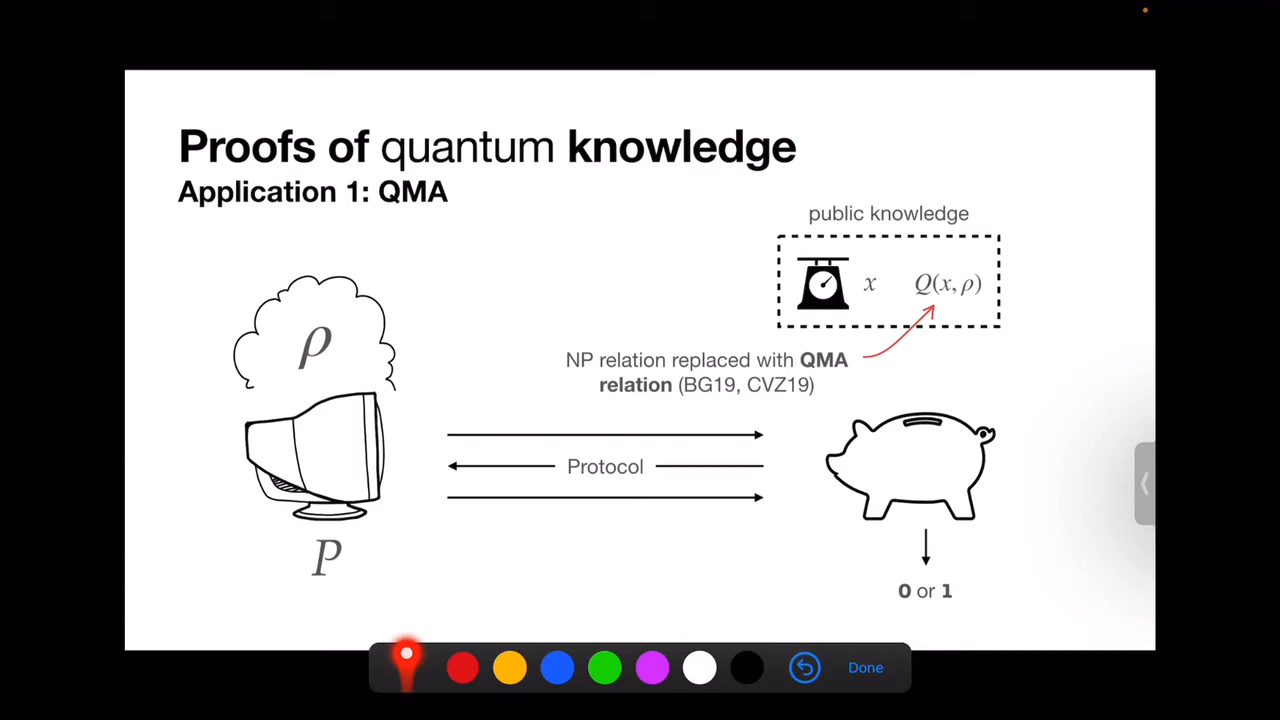 Proofs of quantum knowledge
Application 1: QMA
public knowledge
x Q(x, ρ)
ρ
NP relation replaced with QMA
relation (BG19, CVZ19)
Protocol
P
0 or 1
Done